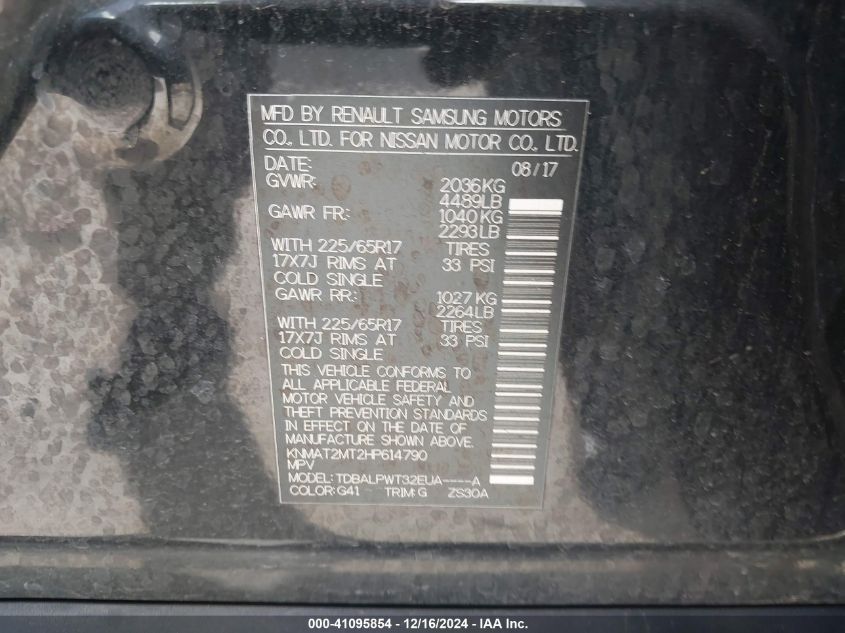 MFD BY RENAULT SAMSUNG MOTORS
CO., LTD. FOR NISSAN MOTOR CO., LTD.
DATE: 08/17
GVWR: 2036KG
4489LB
GAWR FR: 1040KG
2293LB
WITH 225/65R17 TIRES
17X7J RIMS AT 33 PSI
COLD SINGLE
GAWR RR: 1027KG
2264LB
WITH 225/65R17 TIRES
17X7J RIMS AT 33 PSI
COLD SINGLE
THIS VEHICLE CONFORMS TO
ALL APPLICABLE FEDERAL
MOTOR VEHICLE SAFETY AND
THEFT PREVENTION STANDARDS
IN EFFECT ON THE DATE OF
MANUFACTURE SHOWN ABOVE.
KNMAT2MT2HP614790
MPV
MODEL: TDBALPWT32EUA----A
COLOR: G41 TRIM: G ZS30A
000-41095854 - 12/16/2024 - IAA Inc.